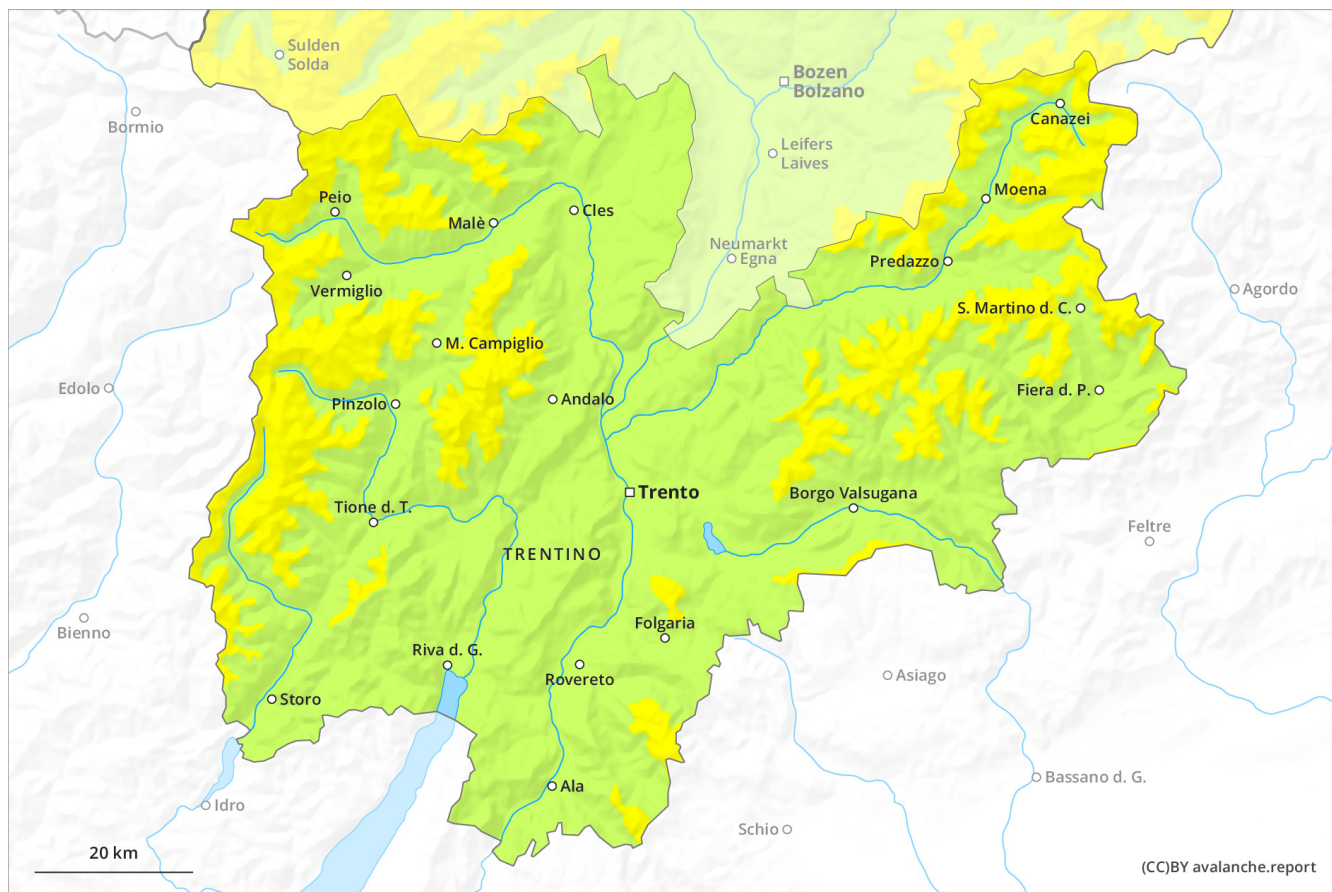 Sulden
Solda
Bozen
Bolzano
Bormio
Canazei
Leifers
Laives
Peio
Moena
Malè
Cles
Neumarkt
Egna
Predazzo
Vermiglio
Agordo
S. Martino d. C.
M. Campiglio
Edolo
Fiera d. P.
Pinzolo
Andalo
Trento
Borgo Valsugana
Tione d. T.
Feltre
TRENTINO
Bienno
Folgaria
Riva d. G.
Rovereto
Asiago
Storo
Bassano d. G.
Ala
Idro
Schio
20 km
(CC)BY avalanche.report